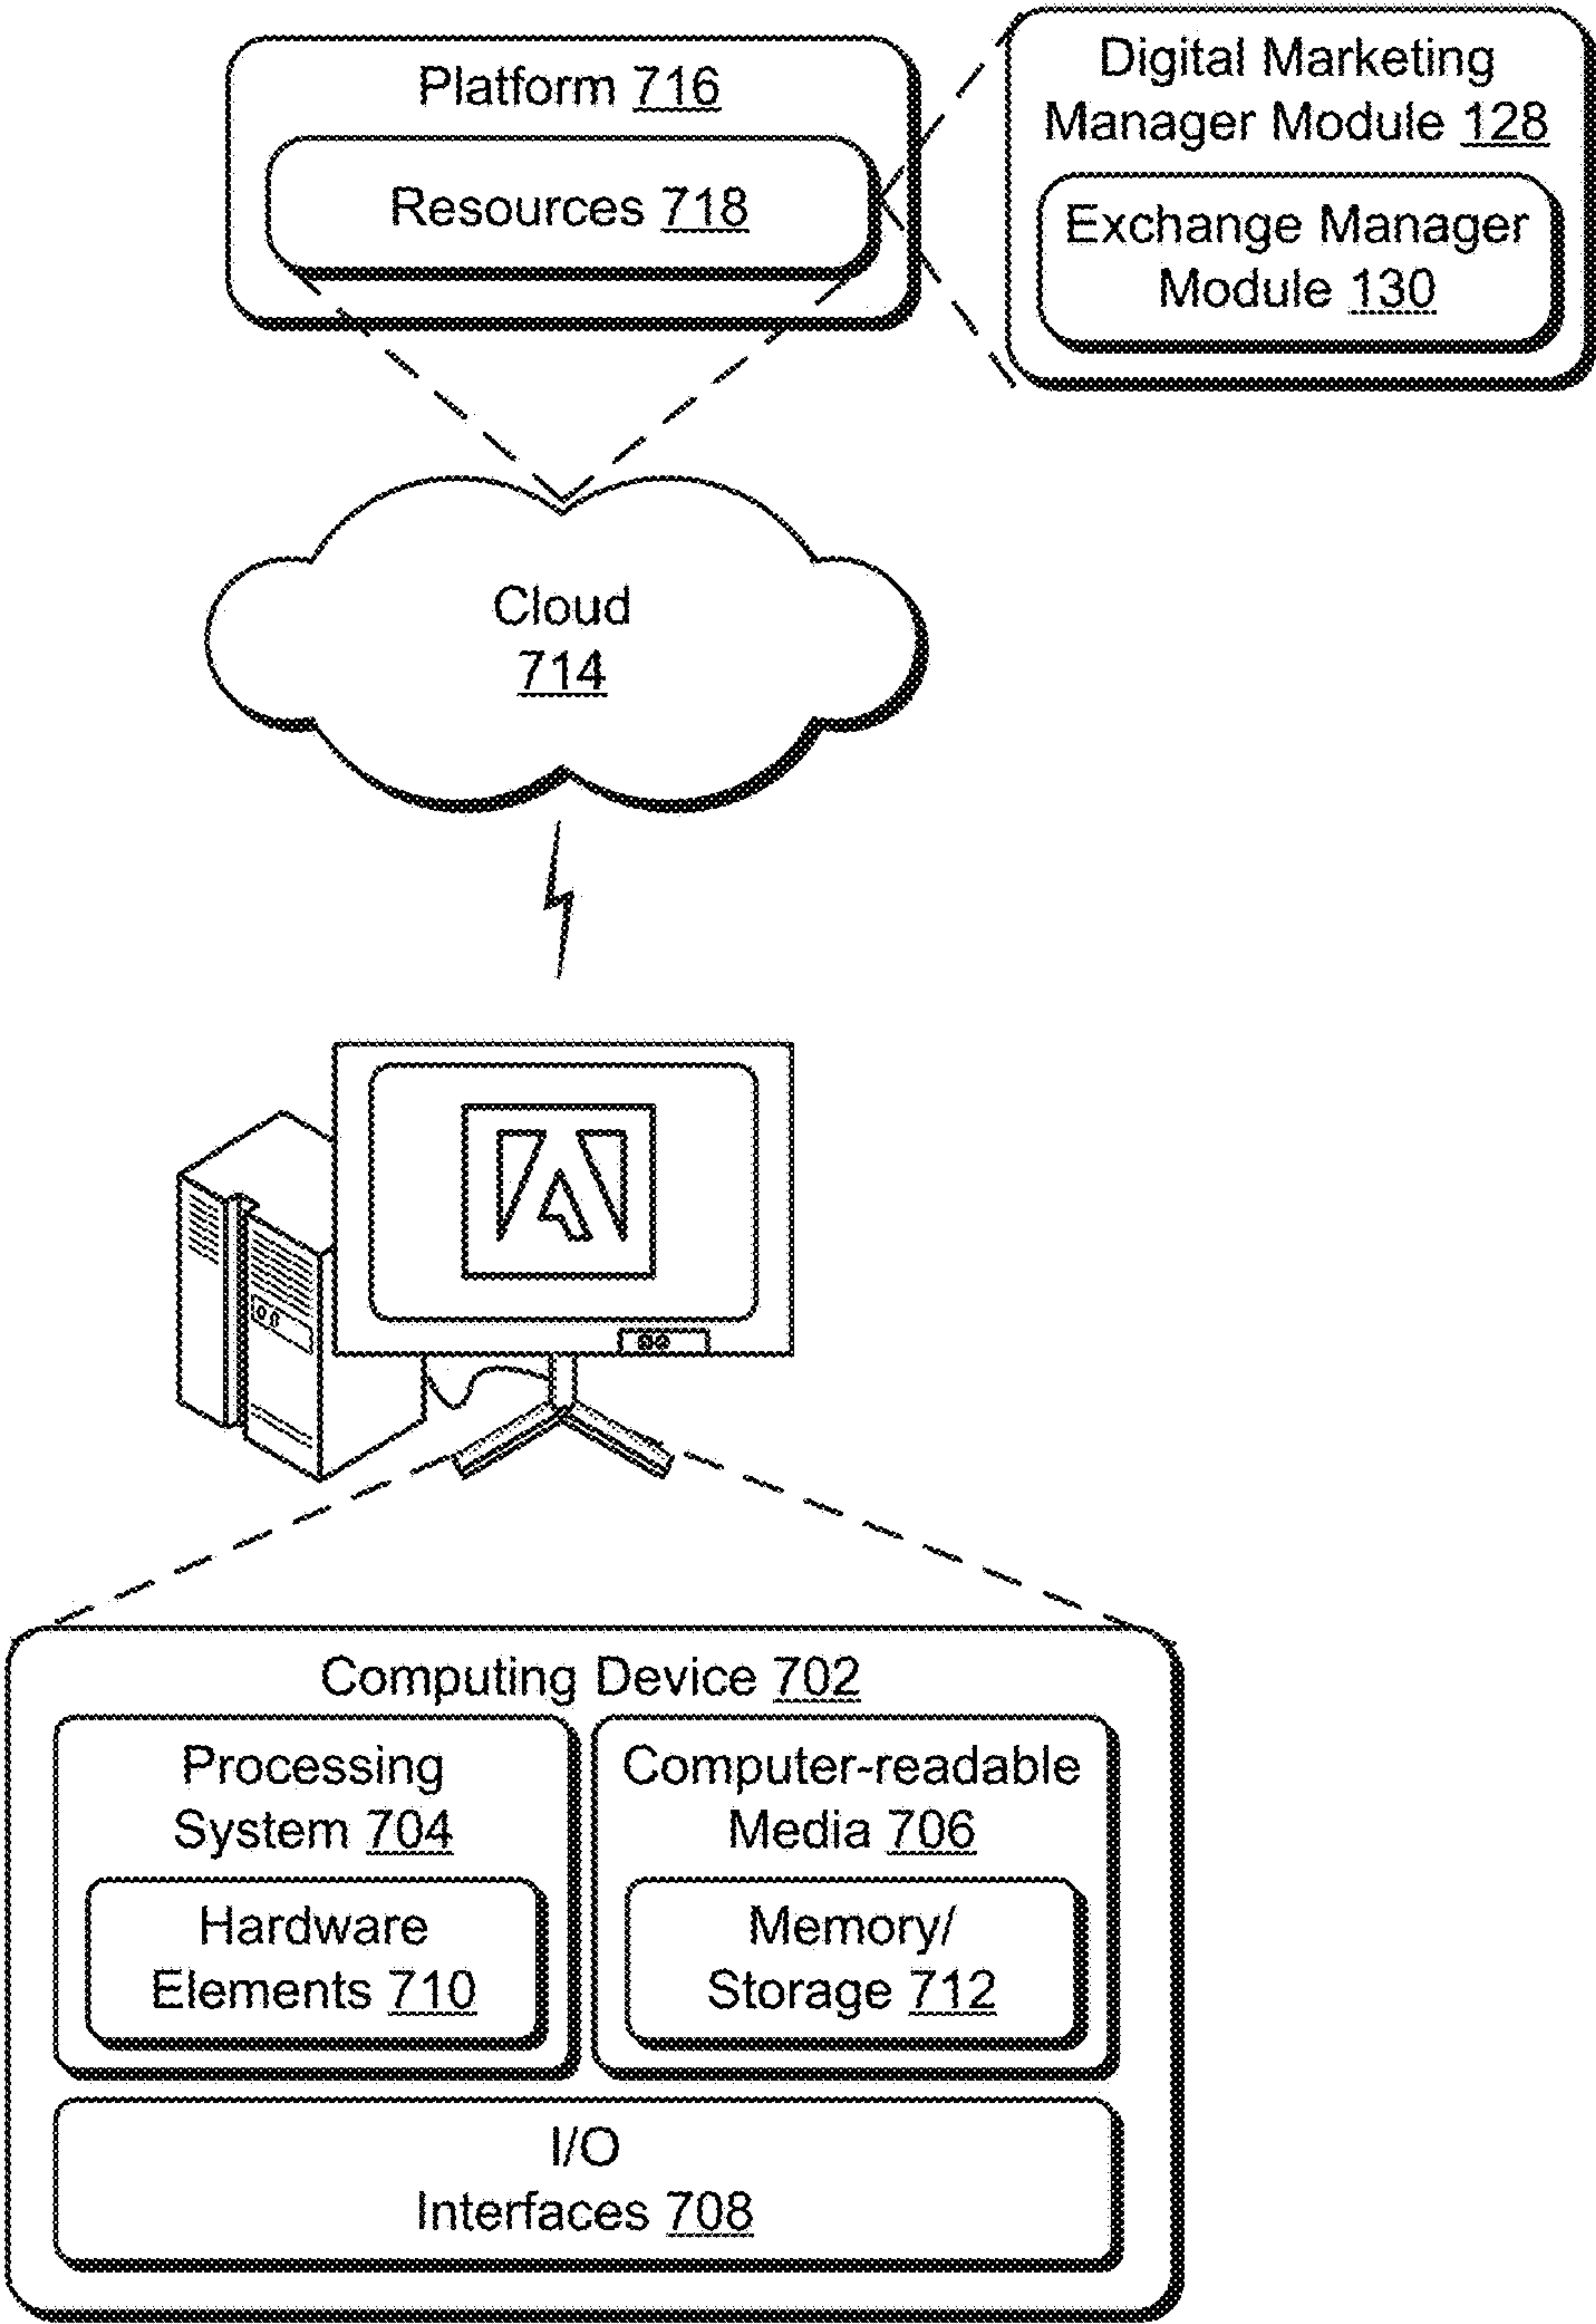 Platform 716
Resources 718
Digital Marketing
Manager Module 128
Exchange Manager
Module 130
Cloud
714
Computing Device 702
Processing
System 704
Hardware
Elements 710
Computer-readable
Media 706
Memory/
Storage 712
I/O
Interfaces 708